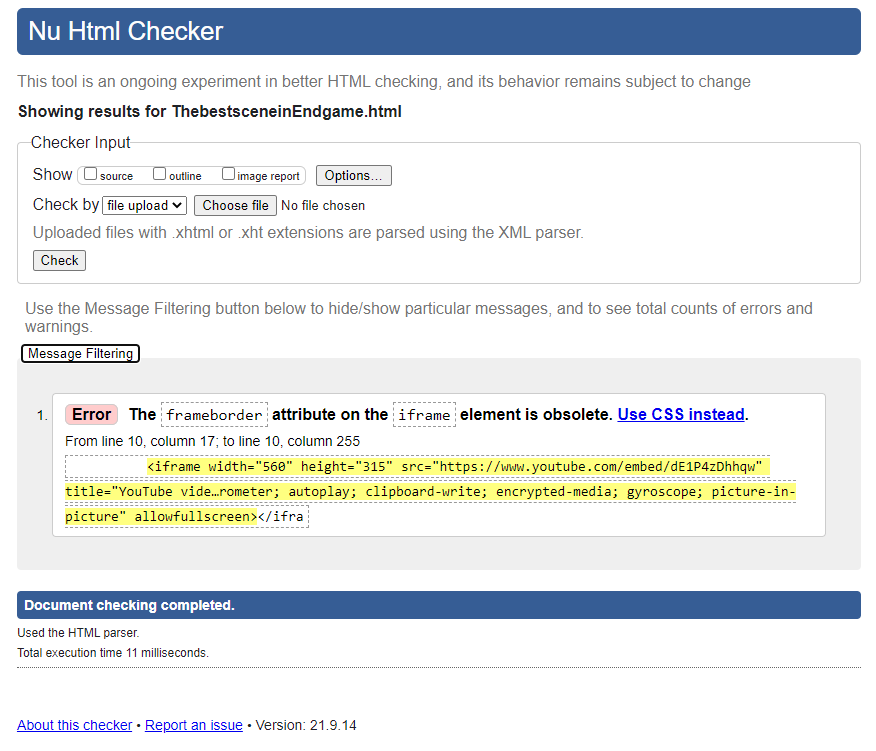 Nu Html Checker
This tool is an ongoing experiment in better HTML checking, and its behavior remains subject to change
Showing results for ThebestsceneinEndgame.html
Checker Input
Show source outline image report Options...
Check by file upload Choose file No file chosen
Uploaded files with .xhtml or .xht extensions are parsed using the XML parser.
Check
Use the Message Filtering button below to hide/show particular messages, and to see total counts of errors and
warnings.
Message Filtering
1. Error The frameborder attribute on the iframe element is obsolete. Use CSS instead.
From line 10, column 17; to line 10, column 255
<iframe width="560" height="315" src="https://www.youtube.com/embed/dE1P4zDhhqw"
title="YouTube vide…rometer; autoplay; clipboard-write; encrypted-media; gyroscope; picture-in-
picture" allowfullscreen></ifra
Document checking completed.
Used the HTML parser.
Total execution time 11 milliseconds.
About this checker • Report an issue • Version: 21.9.14